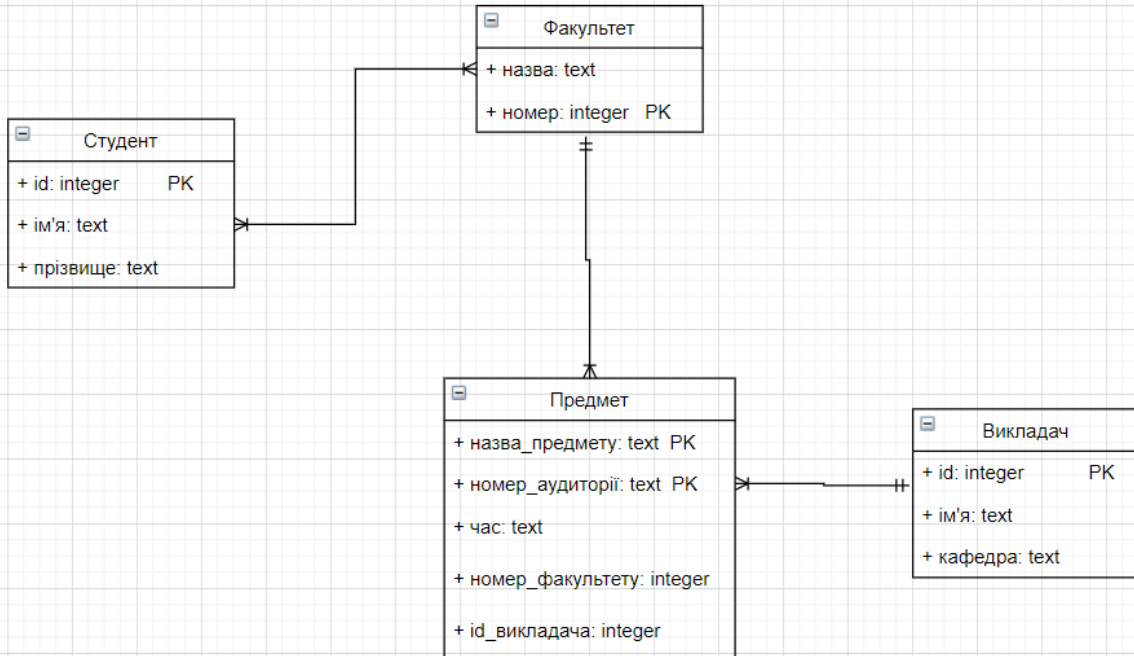 Факультет
+ назва: text
+ номер: integer PK
Студент
+ id: integer PK
+ ім'я: text
+ прізвище: text
Предмет
+ назва_предмету: text PK
+ номер_аудиторії: text PK
+ час: text
+ номер_факультету: integer
+ id_викладача: integer
Викладач
+ id: integer PK
+ ім'я: text
+ кафедра: text